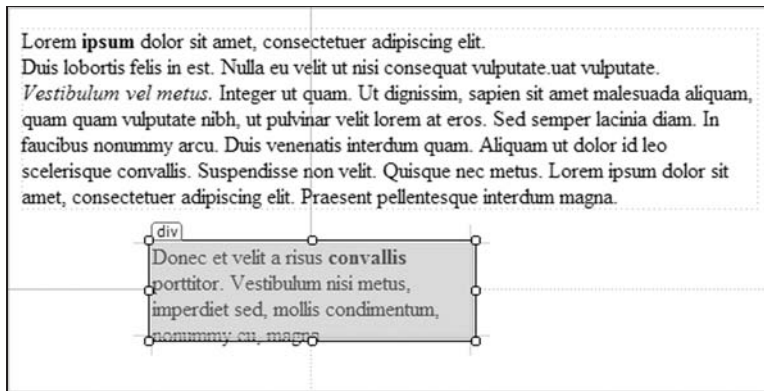 Lorem ipsum dolor sit amet, consectetuer adipiscing elit.
Duis lobortis felis in est. Nulla eu velit ut nisi consequat vulputate.uat vulputate.
Vestibulum vel metus. Integer ut quam. Ut dignissim, sapien sit amet malesuada aliquam,
quam quam vulputate nibh, ut pulvinar velit lorem at eros. Sed semper lacinia diam. In
faucibus nonummy arcu. Duis venenatis interdum quam. Aliquam ut dolor id leo
scelerisque convallis. Suspendisse non velit. Quisque nec metus. Lorem ipsum dolor sit
amet, consectetuer adipiscing elit. Praesent pellentesque interdum magna.
div
Donec et velit a risus convallis
porttitor. Vestibulum nisi metus,
imperdiet sed, mollis condimentum,
nonummy eu, magna